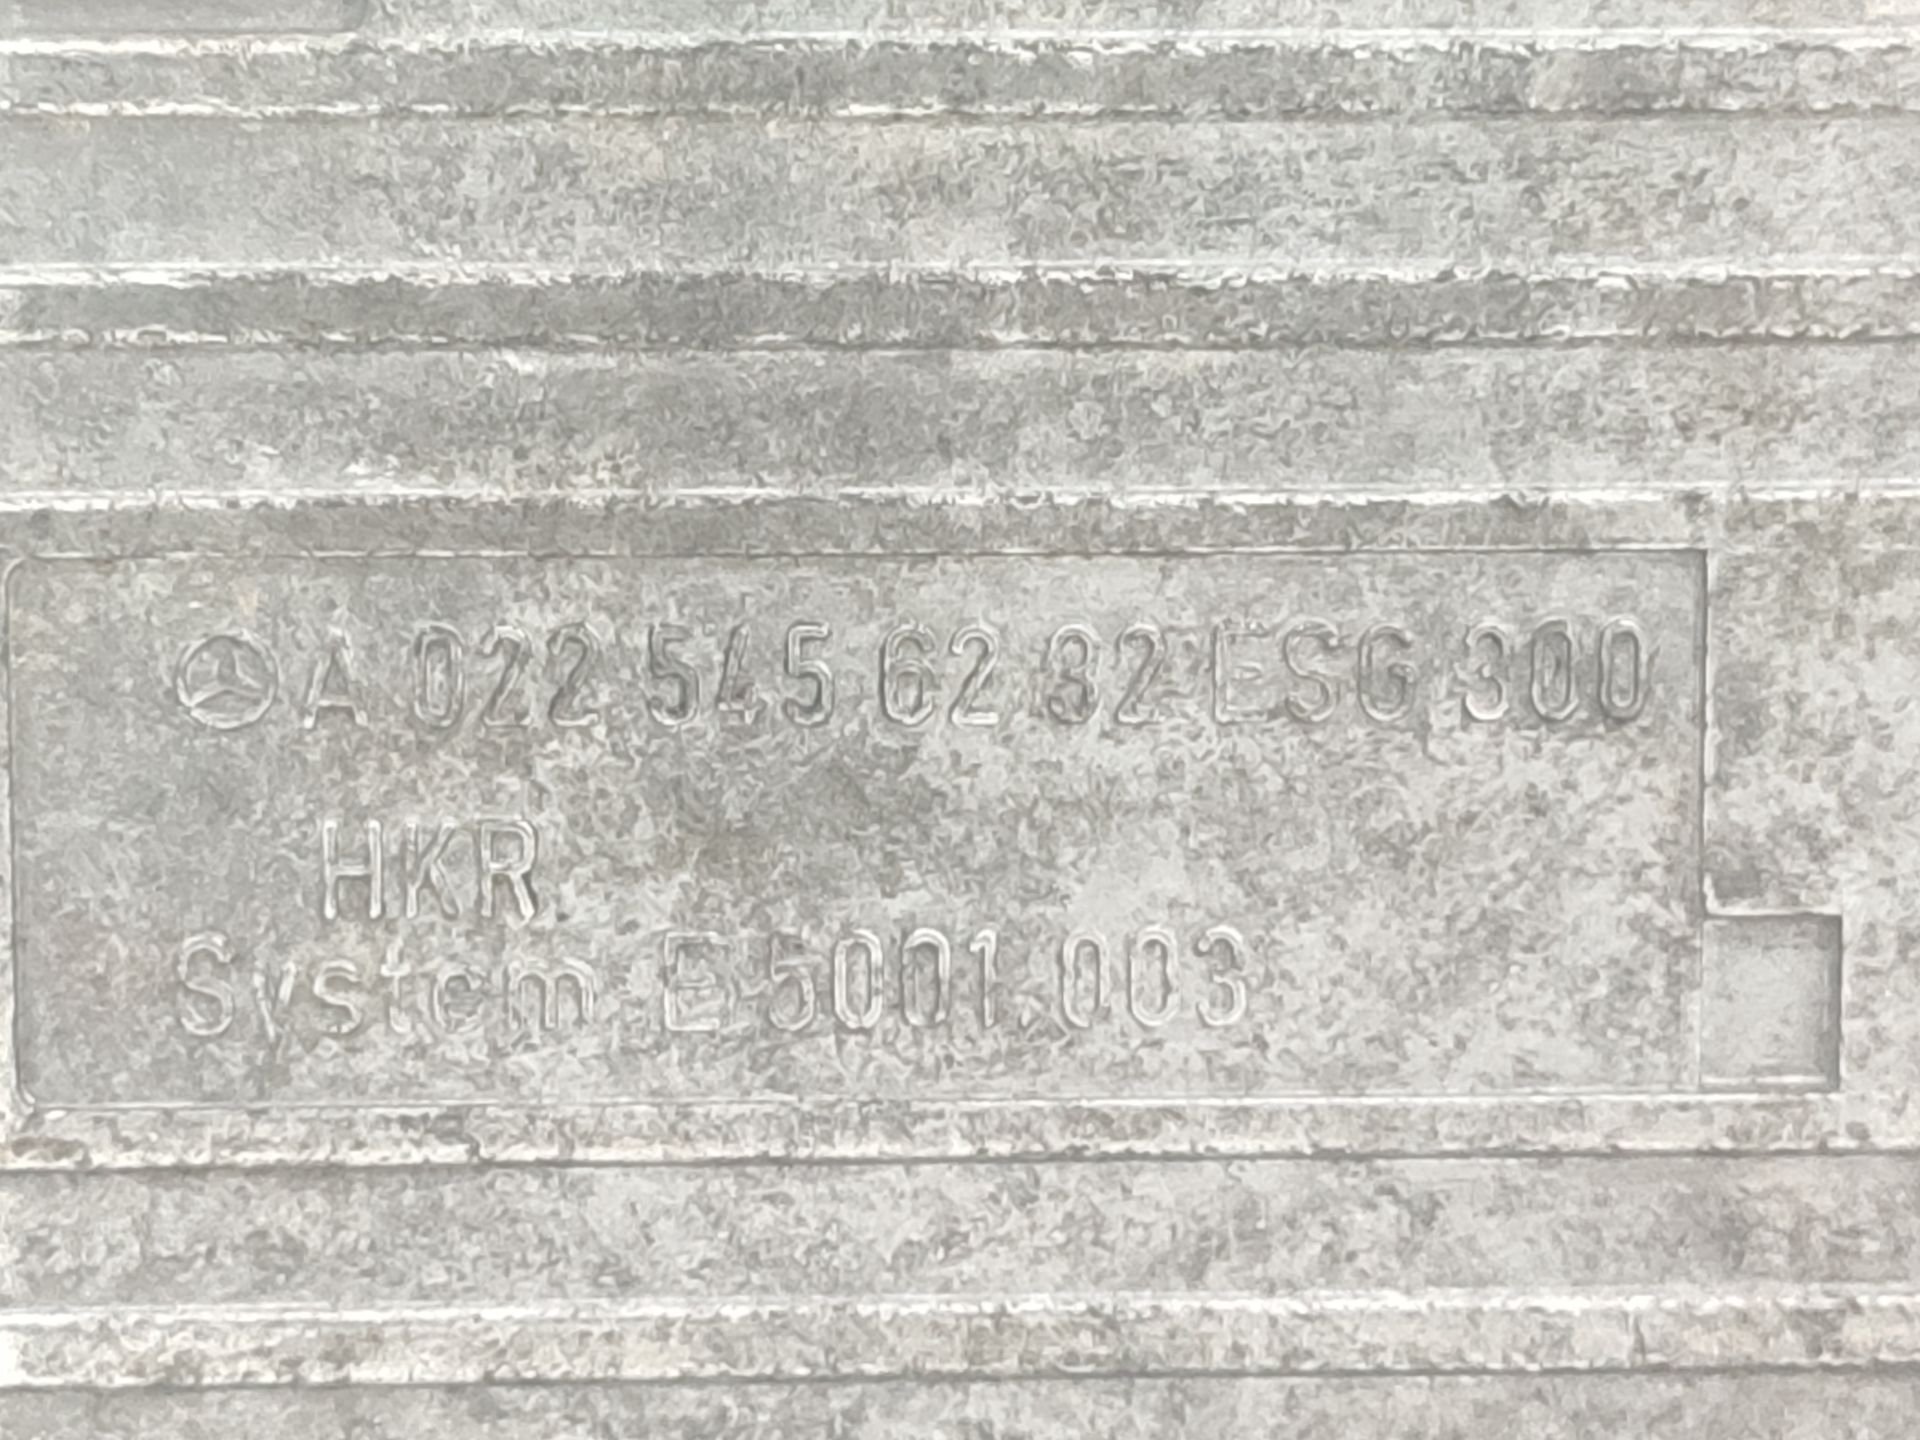 A 022 545 62 32 ESG 300
HKR
System E 5001.003